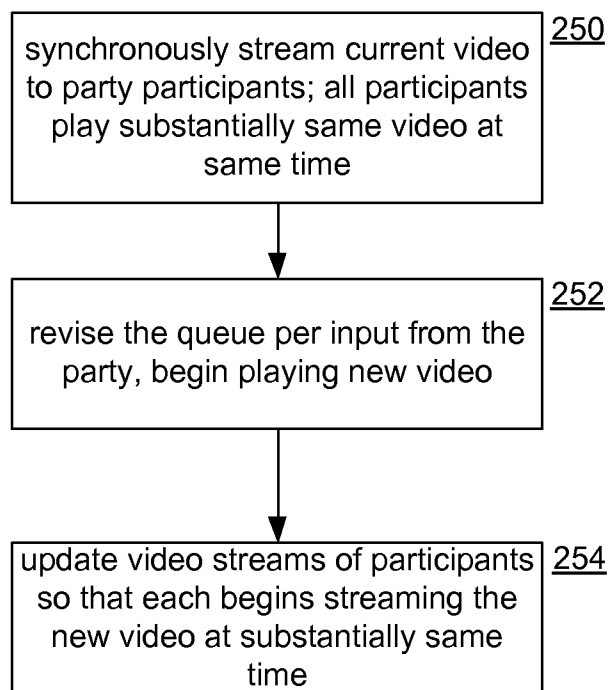 250
synchronously stream current video
to party participants; all participants
play substantially same video at
same time
252
revise the queue per input from the
party, begin playing new video
254
update video streams of participants
so that each begins streaming the
new video at substantially same
time